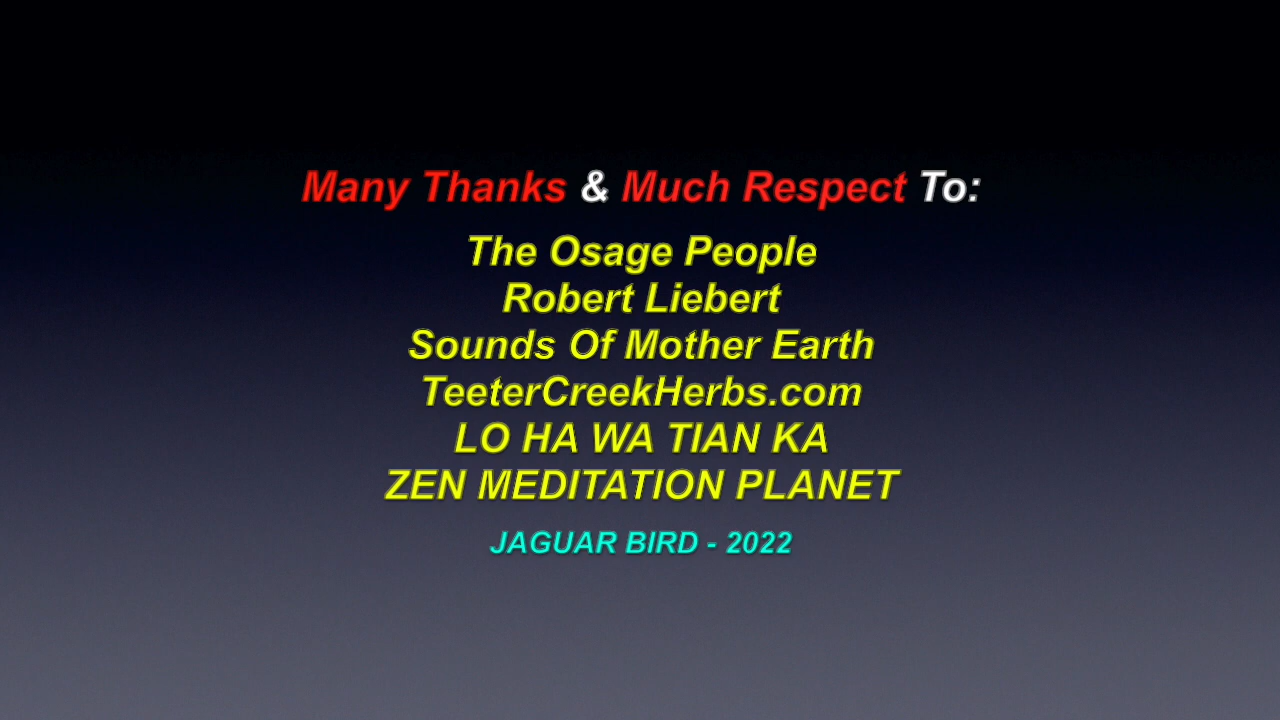 Many Thanks & Much Respect To:
The Osage People
Robert Liebert
Sounds Of Mother Earth
TeeterCreekHerbs.com
LO HA WA TIAN KA
ZEN MEDITATION PLANET
JAGUAR BIRD - 2022